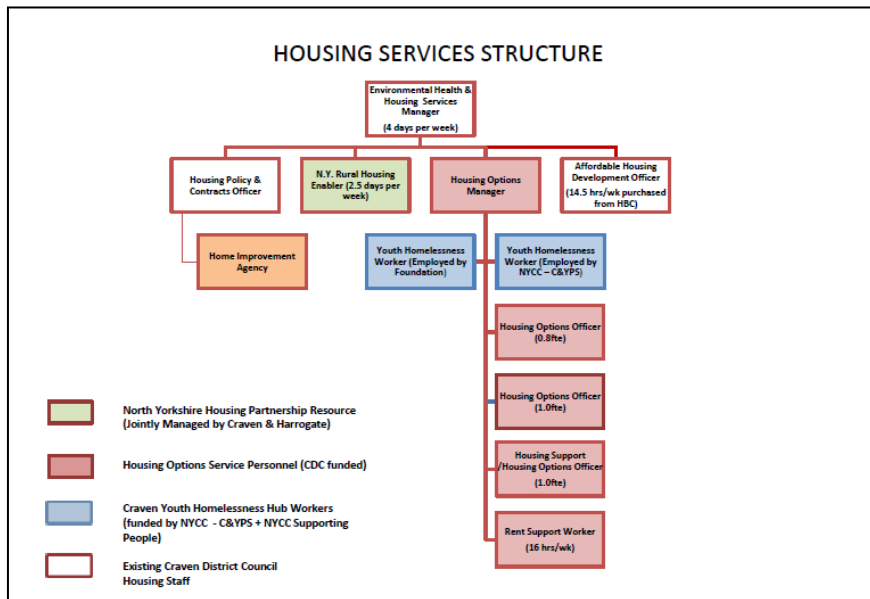 HOUSING SERVICES STRUCTURE
Environmental Health &
Housing Services
Manager
(4 days per week)
Housing Policy &
Contracts Officer
N.Y. Rural Housing
Enabler (2.5 days per
week)
Housing Options
Manager
Affordable Housing
Development Officer
(14.5 hrs/wk purchased
from HBC)
Home Improvement
Agency
Youth Homelessness
Worker (Employed by
Foundation)
Youth Homelessness
Worker (Employed by
NYCC – C&YPS)
Housing Options Officer
(0.8fte)
Housing Options Officer
(1.0fte)
Housing Support
/Housing Options Officer
(1.0fte)
Rent Support Worker
(16 hrs/wk)
North Yorkshire Housing Partnership Resource
(Jointly Managed by Craven & Harrogate)
Housing Options Service Personnel (CDC funded)
Craven Youth Homelessness Hub Workers
(funded by NYCC - C&YPS + NYCC Supporting
People)
Existing Craven District Council
Housing Staff